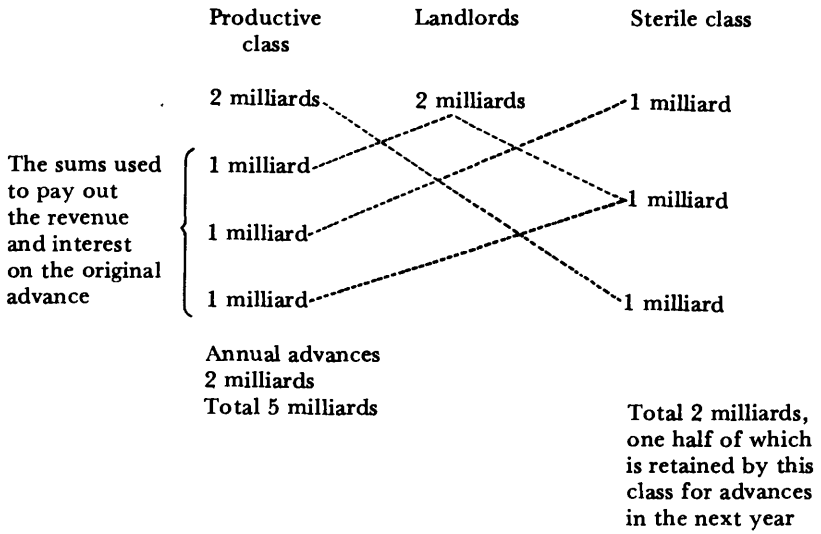 Productive
class
Landlords
Sterile class
2 milliards
2 milliards
1 milliard
The sums used
to pay out
the revenue
and interest
on the original
advance
1 milliard
1 milliard
1 milliard
1 milliard
1 milliard
Annual advances
2 milliards
Total 5 milliards
Total 2 milliards,
one half of which
is retained by this
class for advances
in the next year